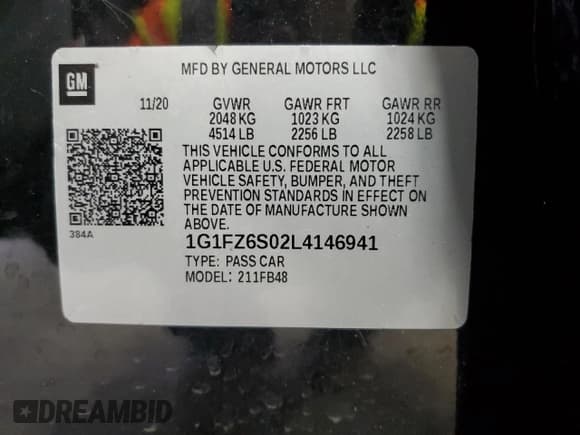 GM
MFD BY GENERAL MOTORS LLC
11/20 GVWR GAWR FRT GAWR RR
2048 KG 1023 KG 1024 KG
4514 LB 2256 LB 2258 LB
THIS VEHICLE CONFORMS TO ALL
APPLICABLE U.S. FEDERAL MOTOR
VEHICLE SAFETY, BUMPER, AND THEFT
PREVENTION STANDARDS IN EFFECT ON
THE DATE OF MANUFACTURE SHOWN
ABOVE.
384A
1G1FZ6S02L4146941
TYPE: PASS CAR
MODEL: 211FB48
DREAMBID